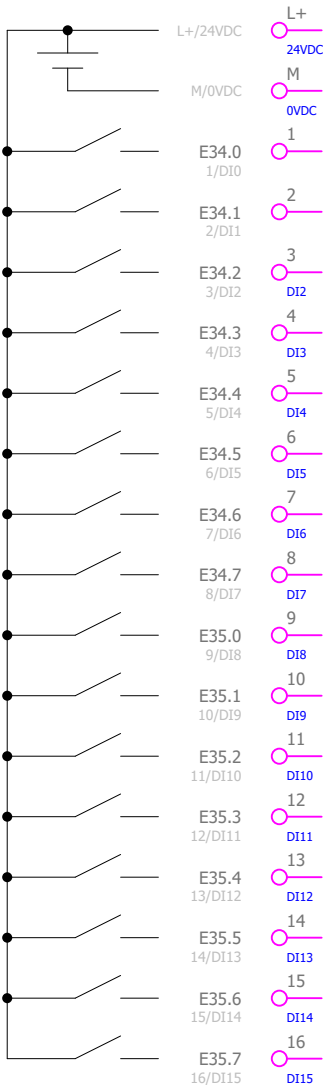 L+/24VDC L+
24VDC
M/0VDC M
0VDC
E34.0 1
1/DI0
E34.1 2
2/DI1
E34.2 3
3/DI2 DI2
E34.3 4
4/DI3 DI3
E34.4 5
5/DI4 DI4
E34.5 6
6/DI5 DI5
E34.6 7
7/DI6 DI6
E34.7 8
8/DI7 DI7
E35.0 9
9/DI8 DI8
E35.1 10
10/DI9 DI9
E35.2 11
11/DI10 DI10
E35.3 12
12/DI11 DI11
E35.4 13
13/DI12 DI12
E35.5 14
14/DI13 DI13
E35.6 15
15/DI14 DI14
E35.7 16
16/DI15 DI15